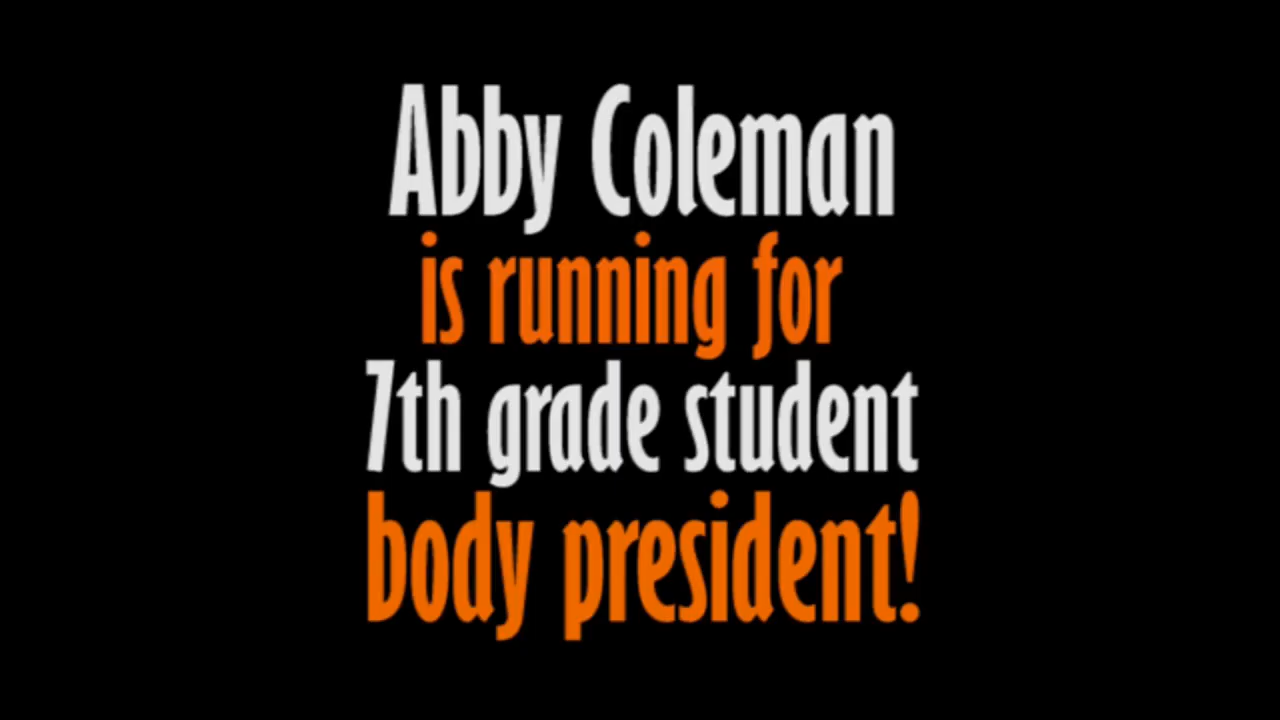 Abby Coleman
is running for
7th grade student
body president!